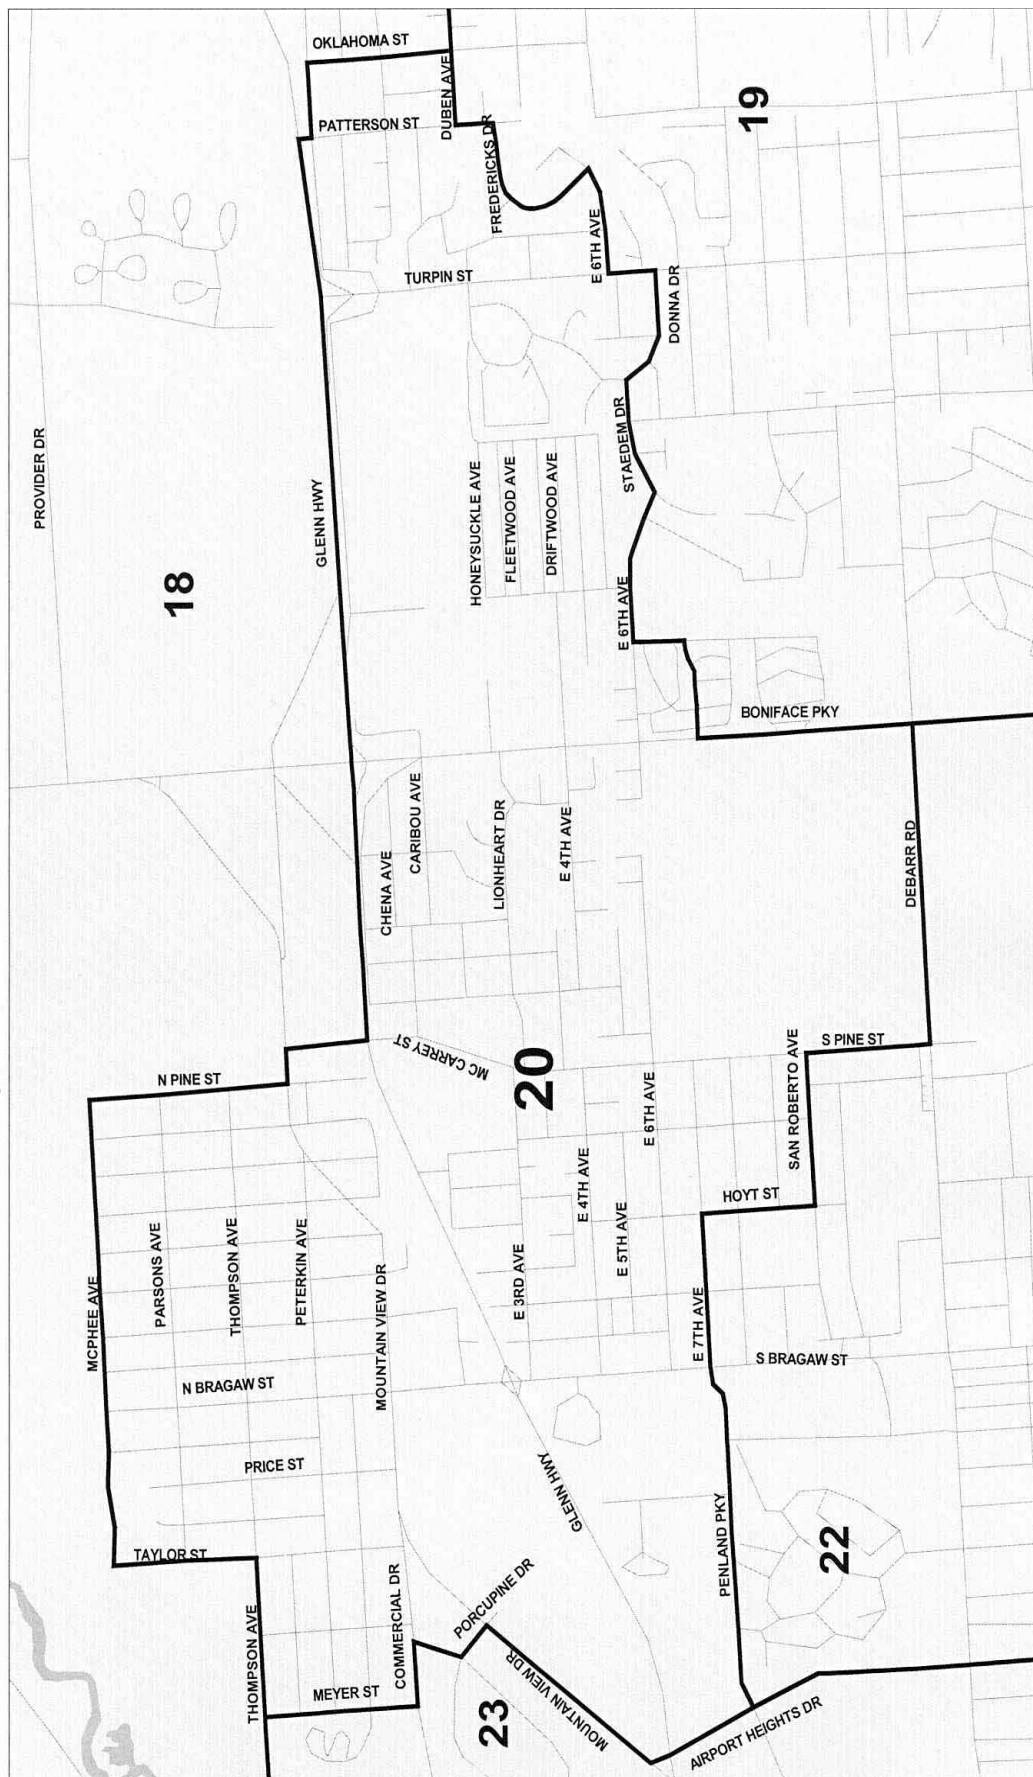 OKLAHOMA ST
DUBEN AVE
PATTERSON ST
FREDERICKS DR
19
E 6TH AVE
TURPIN ST
DONNA DR
PROVIDER DR
GLENN HWY
STAEDEM DR
HONEYSUCKLE AVE
FLEETWOOD AVE
DRIFTWOOD AVE
18
E 6TH AVE
BONIFACE PKY
CARIBOU AVE
CHENA AVE
LIONHEART DR
E 4TH AVE
DEBARR RD
MC CARREY ST
N PINE ST
20
S PINE ST
SAN ROBERTO AVE
E 6TH AVE
HOYT ST
E 4TH AVE
E 5TH AVE
E 3RD AVE
PARSONS AVE
THOMPSON AVE
PETERKIN AVE
MCPHEE AVE
MOUNTAIN VIEW DR
E 7TH AVE
S BRAGAW ST
N BRAGAW ST
PRICE ST
GLENN HWY
PENLAND PKY
22
TAYLOR ST
PORCUPINE DR
COMMERCIAL DR
THOMPSON AVE
MEYER ST
MOUNTAIN VIEW DR
23
AIRPORT HEIGHTS DR